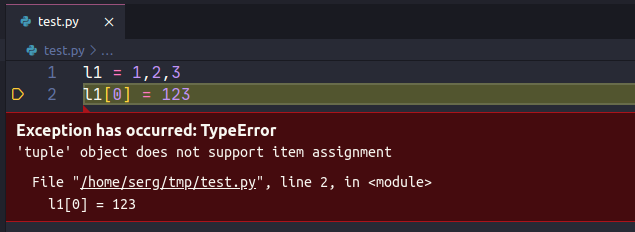 test.py
test.py > ...
1 l1 = 1,2,3
2 l1[0] = 123
Exception has occurred: TypeError
'tuple' object does not support item assignment
File "/home/serg/tmp/test.py", line 2, in <module>
l1[0] = 123